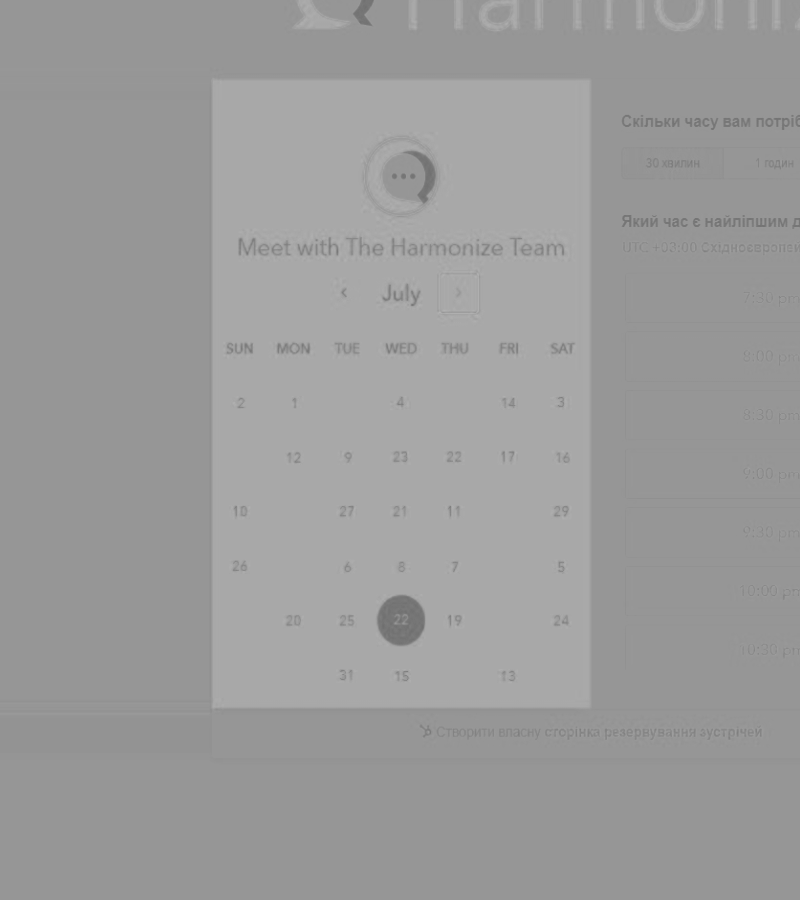 Harmoniz
Meet with The Harmonize Team
‹ July ›
SUN MON TUE WED THU FRI SAT
2 1 4 14 3
12 9 23 22 17 16
10 27 21 11 29
26 6 8 7 5
20 25 22 19 24
31 15 13
Скільки часу вам потріб
30 хвилин 1 годин
Який час є найліпшим д
UTC +03:00 Східноєвропей
7:30 pm
8:00 pm
8:30 pm
9:00 pm
9:30 pm
10:00 pm
10:30 pm
Створити власну сторінка резервування зустрічей